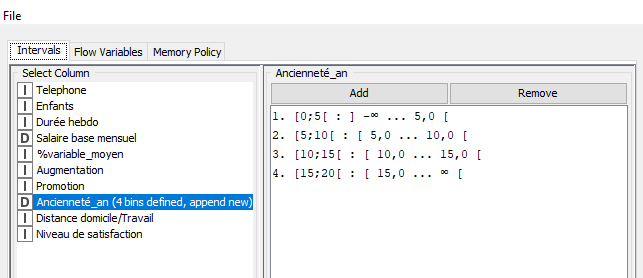 File
Intervals Flow Variables Memory Policy
Select Column
I Telephone
I Enfants
I Durée hebdo
D Salaire base mensuel
I %variable_moyen
I Augmentation
I Promotion
D Ancienneté_an (4 bins defined, append new)
I Distance domicile/Travail
I Niveau de satisfaction
Ancienneté_an
Add Remove
1. [0;5[ : ] -∞ ... 5,0 [
2. [5;10[ : [ 5,0 ... 10,0 [
3. [10;15[ : [ 10,0 ... 15,0 [
4. [15;20[ : [ 15,0 ... ∞ [